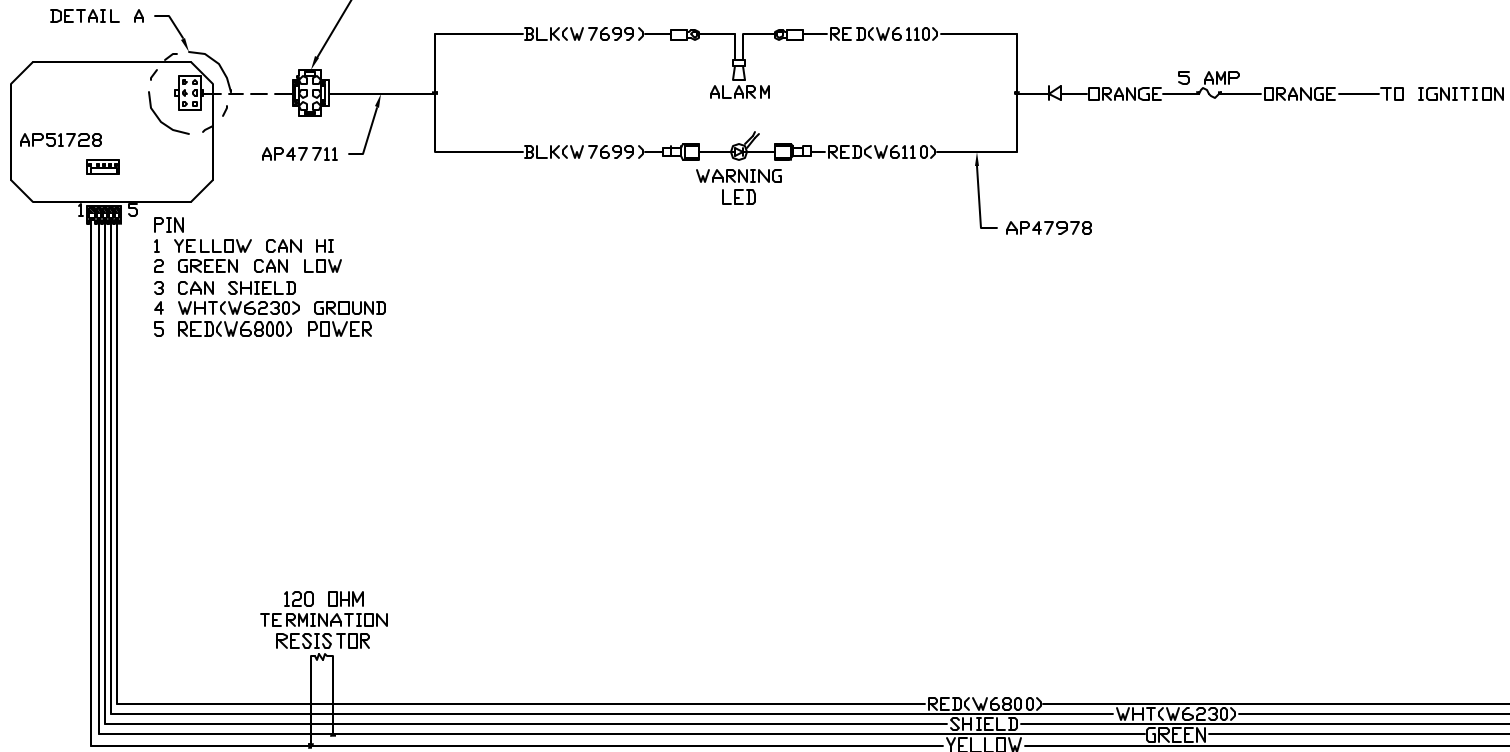 DETAIL A
BLK(W7699)
RED(W6110)
ALARM
5 AMP
ORANGE
ORANGE
TO IGNITION
AP51728
AP47711
BLK(W7699)
RED(W6110)
WARNING
LED
AP47978
1
5
PIN
1 YELLOW CAN HI
2 GREEN CAN LOW
3 CAN SHIELD
4 WHT(W6230) GROUND
5 RED(W6800) POWER
120 OHM
TERMINATION
RESISTOR
RED(W6800)
WHT(W6230)
SHIELD
GREEN
YELLOW